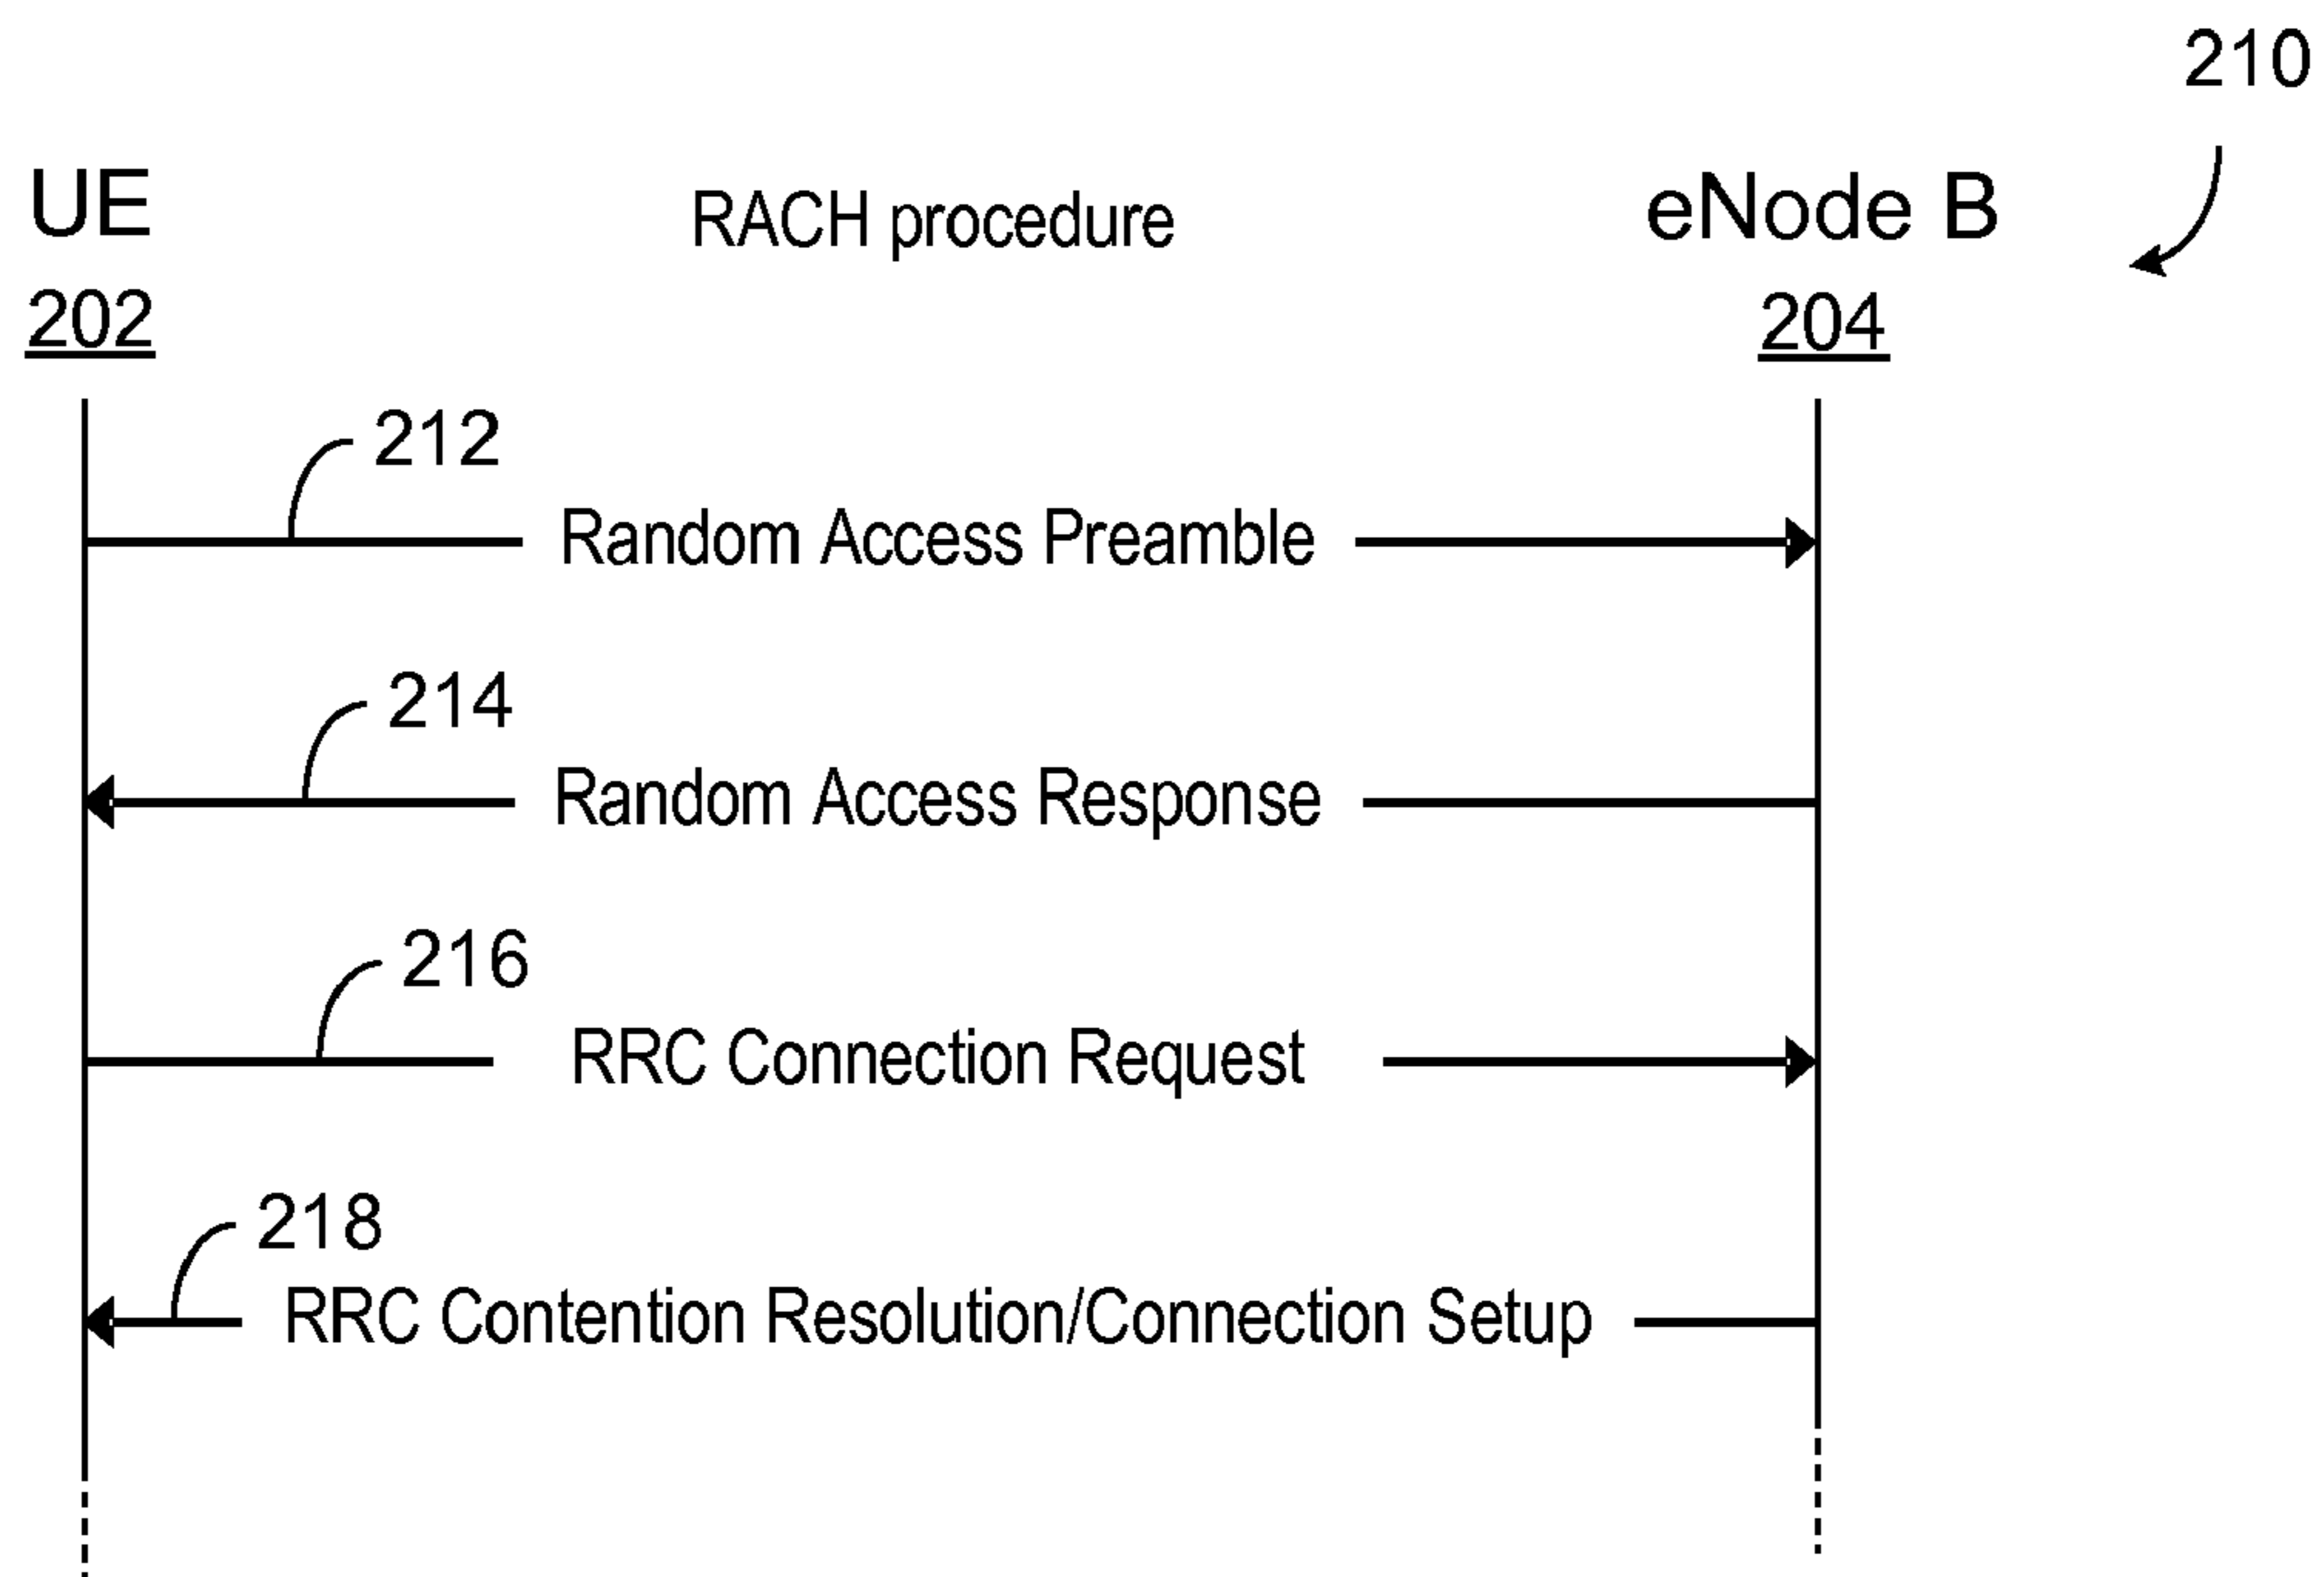 210
UE
RACH procedure
eNode B
202
204
212
Random Access Preamble
214
Random Access Response
216
RRC Connection Request
218
RRC Contention Resolution/Connection Setup